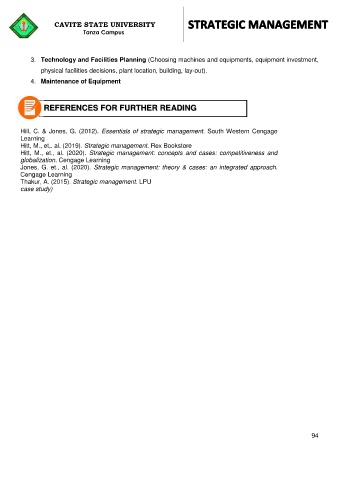 CAVITE STATE UNIVERSITY
Tanza Campus
STRATEGIC MANAGEMENT
3. Technology and Facilities Planning (Choosing machines and equipments, equipment investment,
physical facilities decisions, plant location, building, lay-out).
4. Maintenance of Equipment
REFERENCES FOR FURTHER READING
Hill, C. & Jones, G. (2012). Essentials of strategic management. South Western Cengage
Learning
Hitt, M., et,. al. (2019). Strategic management. Rex Bookstore
Hitt, M., et., al. (2020). Strategic management: concepts and cases: competitiveness and
globalization. Cengage Learning
Jones, G. et., al. (2020). Strategic management: theory & cases: an integrated approach.
Cengage Learning
Thakur, A. (2015). Strategic management. LPU
case study)
94